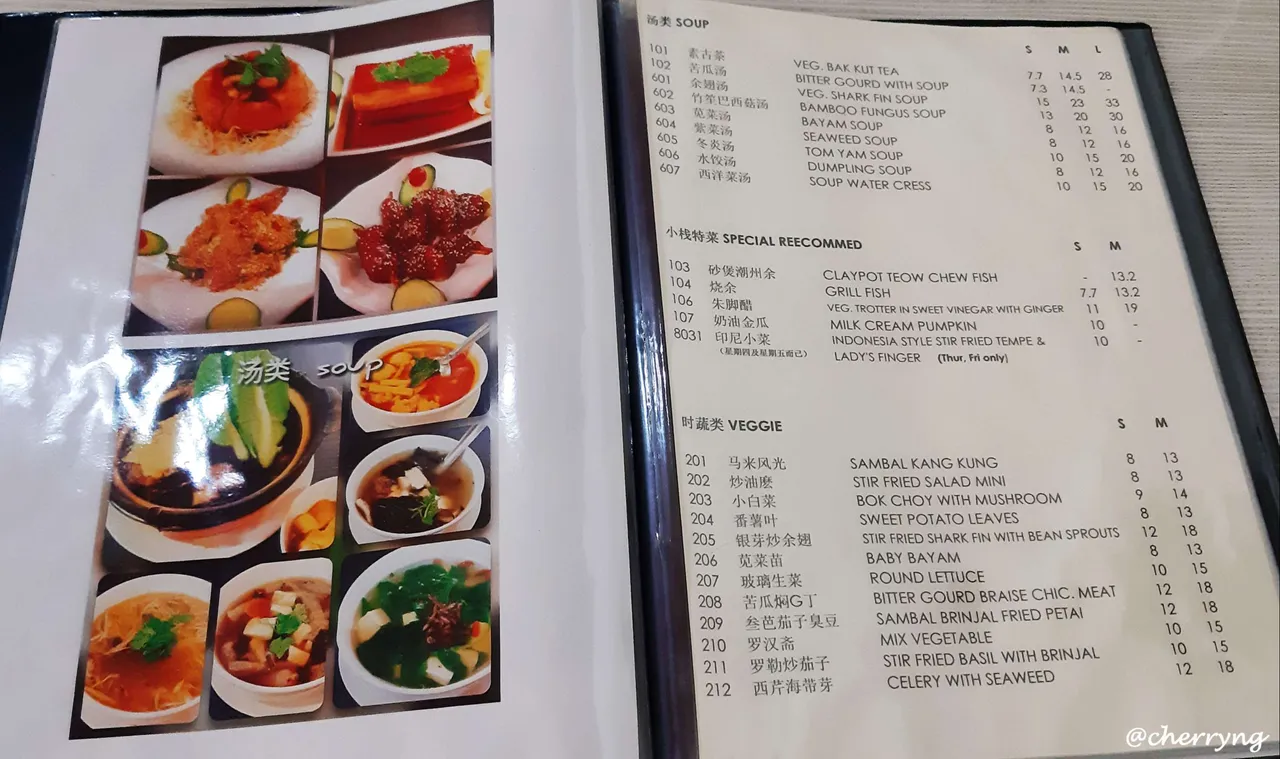 汤类 soup
汤类 SOUP S M L
101 素古茶 VEG. BAK KUT TEA 7.7 14.5 28
102 苦瓜汤 BITTER GOURD WITH SOUP 7.3 14.5 -
601 余翅汤 VEG. SHARK FIN SOUP 15 23 33
602 竹笙巴西菇汤 BAMBOO FUNGUS SOUP 13 20 30
603 苋菜汤 BAYAM SOUP 8 12 16
604 紫菜汤 SEAWEED SOUP 8 12 16
605 冬炎汤 TOM YAM SOUP 10 15 20
606 水饺汤 DUMPLING SOUP 8 12 16
607 西洋菜汤 SOUP WATER CRESS 10 15 20
小栈特菜 SPECIAL REECOMMED S M
103 砂煲潮州余 CLAYPOT TEOW CHEW FISH - 13.2
104 烧余 GRILL FISH 7.7 13.2
106 朱脚醋 VEG. TROTTER IN SWEET VINEGAR WITH GINGER 11 19
107 奶油金瓜 MILK CREAM PUMPKIN 10 -
8031 印尼小菜 INDONESIA STYLE STIR FRIED TEMPE & 10 -
（星期四及星期五而已） LADY'S FINGER (Thur, Fri only)
时蔬类 VEGGIE S M
201 马来风光 SAMBAL KANG KUNG 8 13
202 炒油麽 STIR FRIED SALAD MINI 8 13
203 小白菜 BOK CHOY WITH MUSHROOM 9 14
204 番薯叶 SWEET POTATO LEAVES 8 13
205 银芽炒余翅 STIR FRIED SHARK FIN WITH BEAN SPROUTS 12 18
206 苋菜苗 BABY BAYAM 8 13
207 玻璃生菜 ROUND LETTUCE 10 15
208 苦瓜焖G丁 BITTER GOURD BRAISE CHIC. MEAT 12 18
209 叁芭茄子臭豆 SAMBAL BRINJAL FRIED PETAI 12 18
210 罗汉斋 MIX VEGETABLE 10 15
211 罗勒炒茄子 STIR FRIED BASIL WITH BRINJAL 10 15
212 西芹海带芽 CELERY WITH SEAWEED 12 18
@cherryng